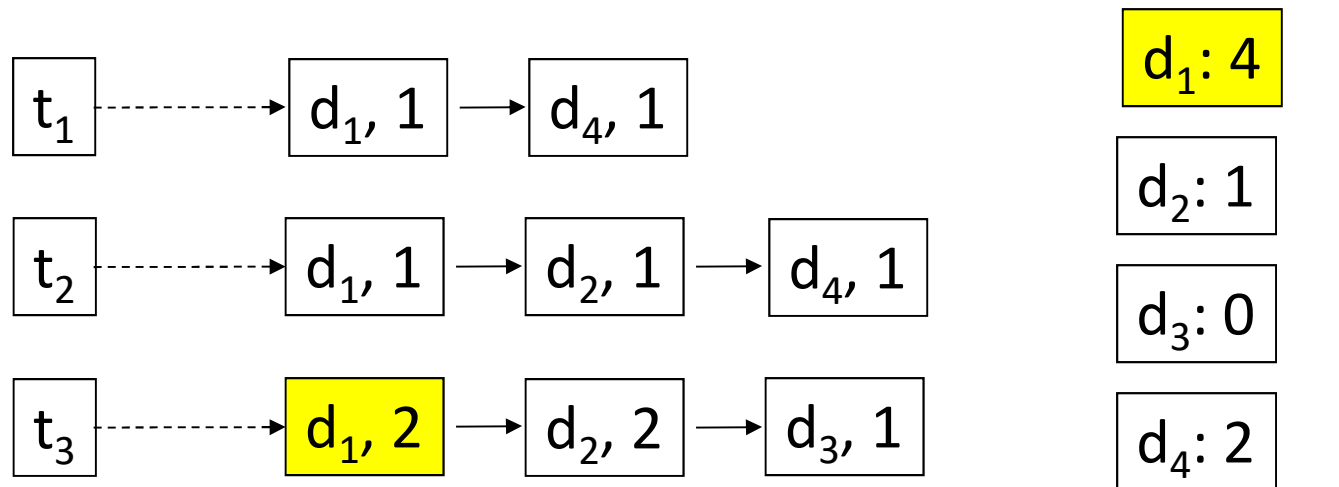 t₁ d₁, 1 d₄, 1
t₂ d₁, 1 d₂, 1 d₄, 1
t₃ d₁, 2 d₂, 2 d₃, 1
d₁: 4
d₂: 1
d₃: 0
d₄: 2